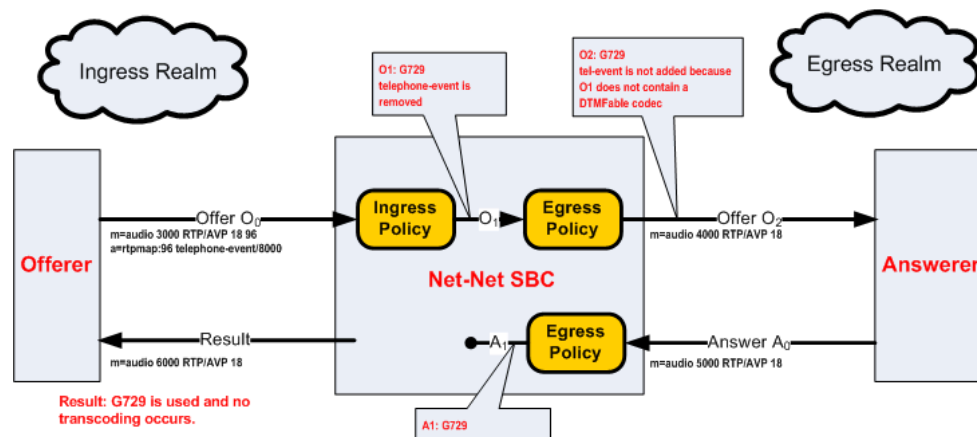 Ingress Realm
O1: G729
telephone-event is
removed
O2: G729
tel-event is not added because
O1 does not contain a
DTMFable codec
Egress Realm
Offerer
Offer O₀
m=audio 3000 RTP/AVP 18 96
a=rtpmap:96 telephone-event/8000
Ingress
Policy
O₁
Egress
Policy
Offer O₂
m=audio 4000 RTP/AVP 18
Answerer
Net-Net SBC
Result
m=audio 6000 RTP/AVP 18
A₁
Egress
Policy
Answer A₀
m=audio 5000 RTP/AVP 18
Result: G729 is used and no
transcoding occurs.
A1: G729